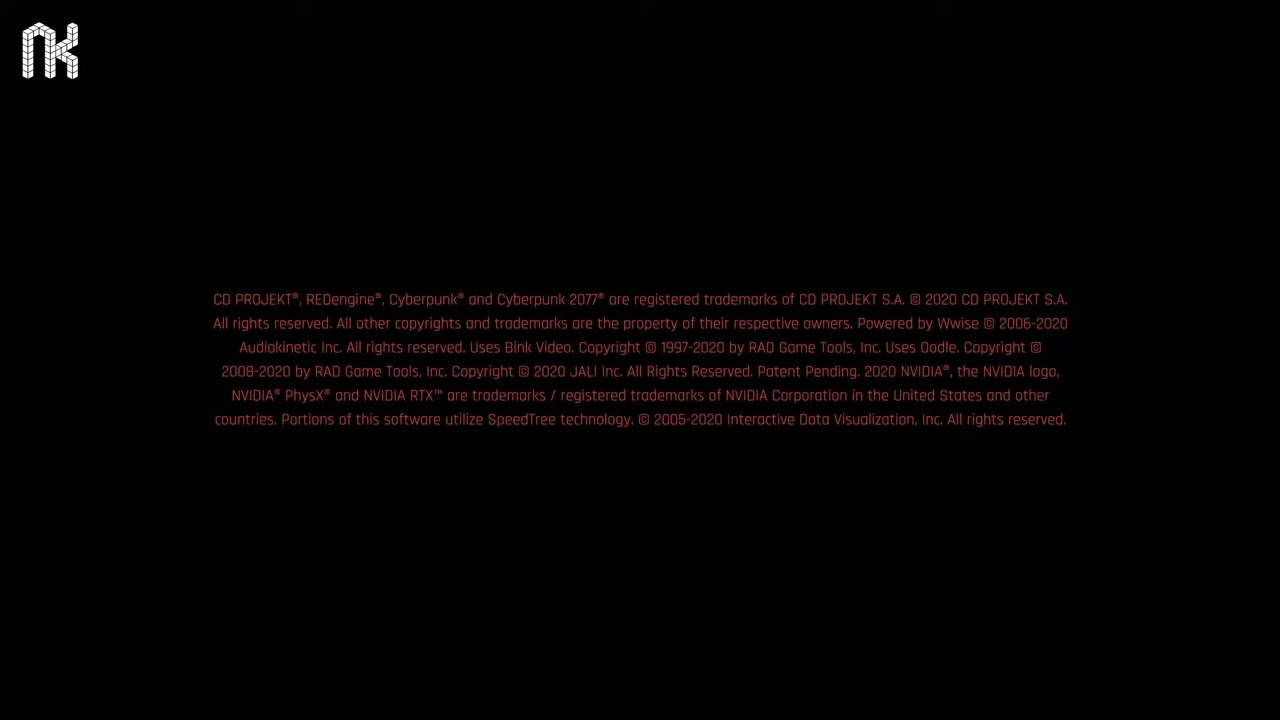 NK
CD PROJEKT®, REDengine®, Cyberpunk® and Cyberpunk 2077® are registered trademarks of CD PROJEKT S.A. © 2020 CD PROJEKT S.A.
All rights reserved. All other copyrights and trademarks are the property of their respective owners. Powered by Wwise © 2006-2020
Audiokinetic Inc. All rights reserved. Uses Bink Video. Copyright © 1997-2020 by RAD Game Tools, Inc. Uses Oodle. Copyright ©
2008-2020 by RAD Game Tools, Inc. Copyright © 2020 JALI Inc. All Rights Reserved. Patent Pending. 2020 NVIDIA®, the NVIDIA logo,
NVIDIA® PhysX® and NVIDIA RTX™ are trademarks / registered trademarks of NVIDIA Corporation in the United States and other
countries. Portions of this software utilize SpeedTree technology. © 2005-2020 Interactive Data Visualization, Inc. All rights reserved.